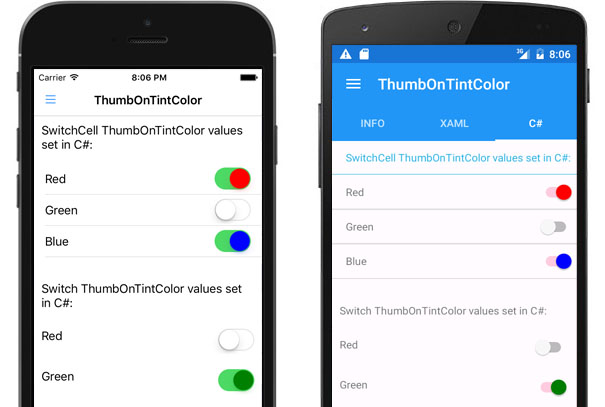 Carrier 8:06 PM
ThumbOnTintColor
SwitchCell ThumbOnTintColor values
set in C#:
Red
Green
Blue
Switch ThumbOnTintColor values set
in C#:
Red
Green
3G 8:06
ThumbOnTintColor
INFO XAML C#
SwitchCell ThumbOnTintColor values set in C#:
Red
Green
Blue
Switch ThumbOnTintColor values set in C#:
Red
Green